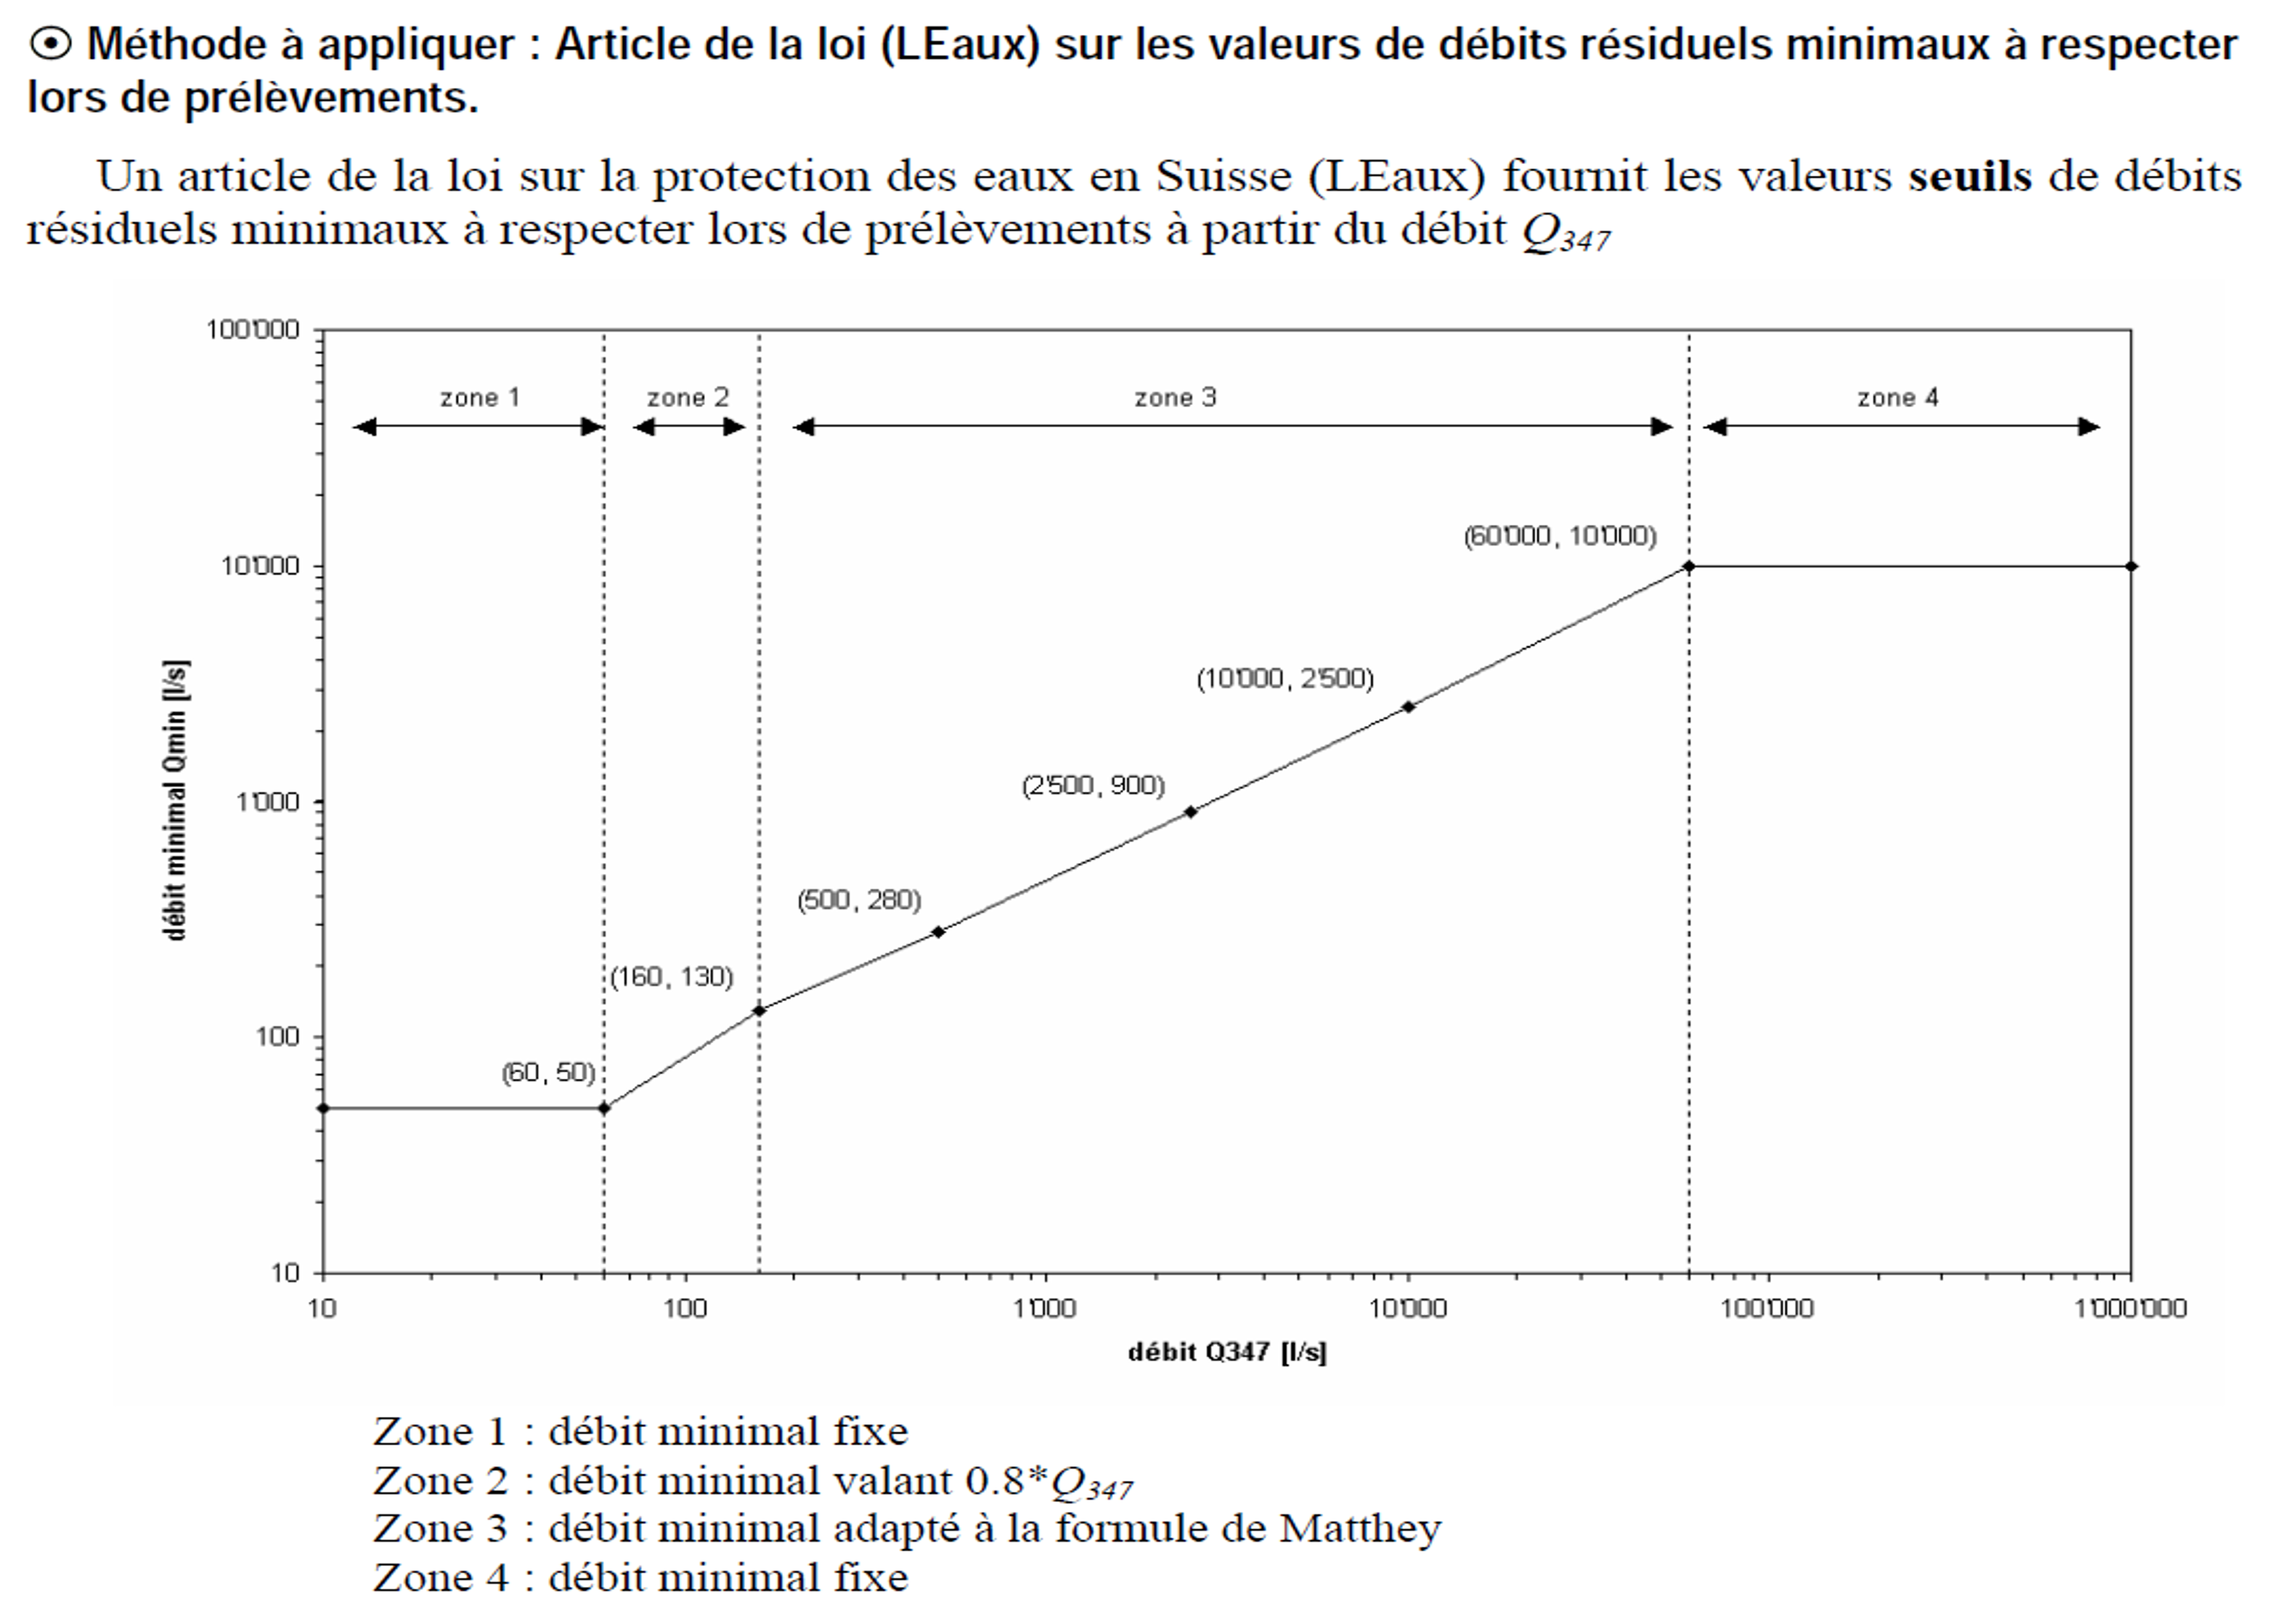 ⊙ Méthode à appliquer : Article de la loi (LEaux) sur les valeurs de débits résiduels minimaux à respecter
lors de prélèvements.
Un article de la loi sur la protection des eaux en Suisse (LEaux) fournit les valeurs seuils de débits
résiduels minimaux à respecter lors de prélèvements à partir du débit Q347
100'000
zone 1
zone 2
zone 3
zone 4
(60'000, 10'000)
10'000
(10'000, 2'500)
(2'500, 900)
1'000
(500, 280)
(160, 130)
100
(60, 50)
10
débit minimal Qmin [l/s]
10
100
1'000
10'000
100'000
1'000'000
débit Q347 [l/s]
Zone 1 : débit minimal fixe
Zone 2 : débit minimal valant 0.8*Q347
Zone 3 : débit minimal adapté à la formule de Matthey
Zone 4 : débit minimal fixe